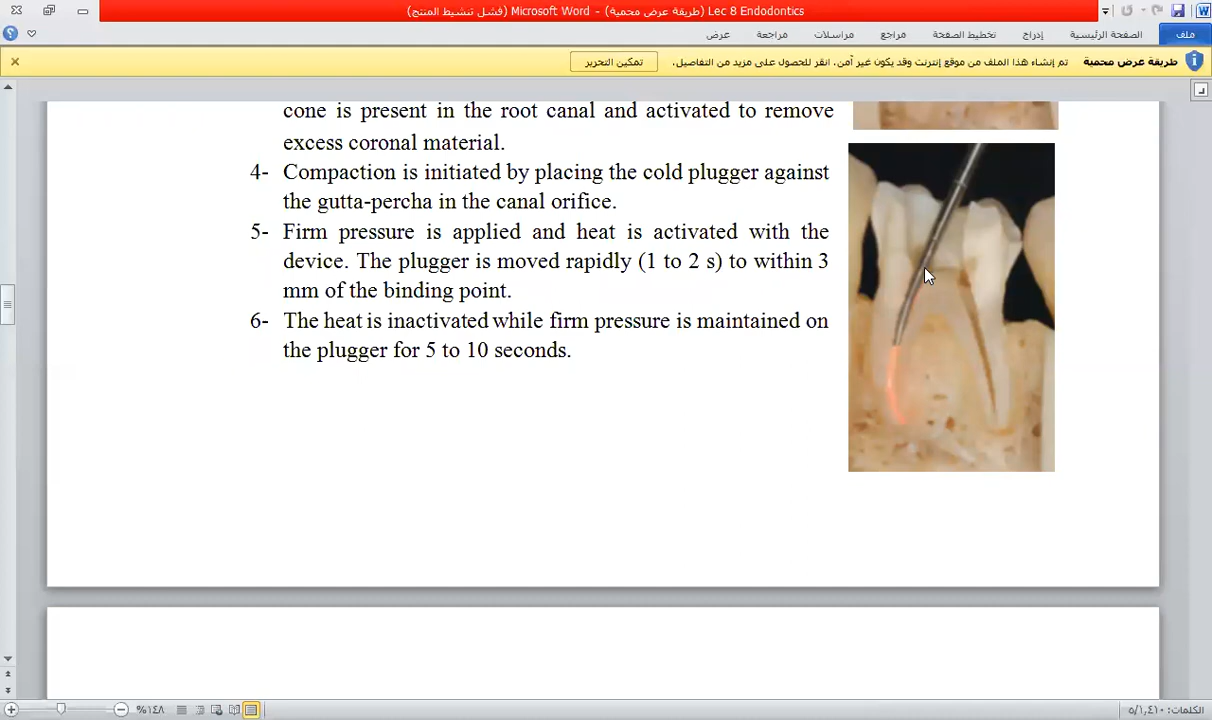 Lec 8 Endodontics (طريقة عرض محمية) - Microsoft Word (فشل تنشيط المنتج)
ملف الصفحة الرئيسية إدراج تخطيط الصفحة مراجع مراسلات مراجعة عرض
طريقة عرض محمية تم إنشاء هذا الملف من موقع إنترنت وقد يكون غير آمن. انقر للحصول على مزيد من التفاصيل. تمكين التحرير
cone is present in the root canal and activated to remove
excess coronal material.
4- Compaction is initiated by placing the cold plugger against
the gutta-percha in the canal orifice.
5- Firm pressure is applied and heat is activated with the
device. The plugger is moved rapidly (1 to 2 s) to within 3
mm of the binding point.
6- The heat is inactivated while firm pressure is maintained on
the plugger for 5 to 10 seconds.
الكلمات: ٥/١,٤١٠ ١٤٨%